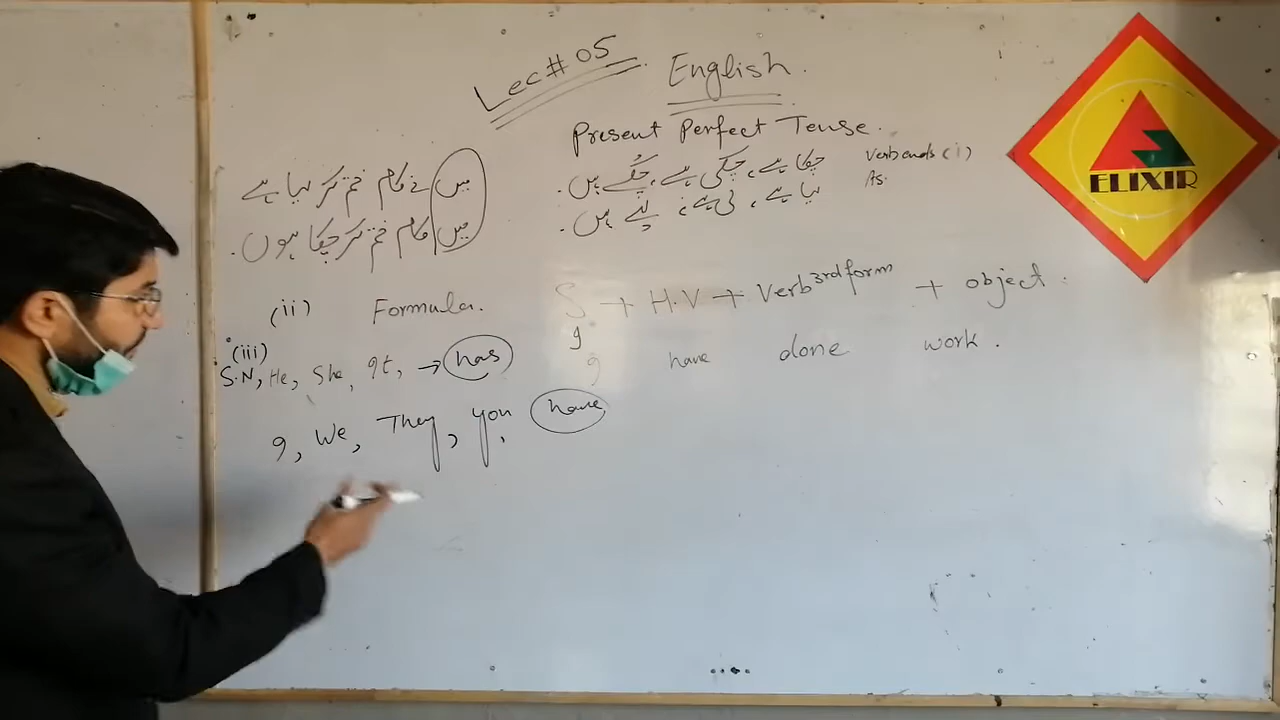 Lec# 05
English.
Present Perfect Tense.
چکا ہے، چکی ہے، چُکے ہیں.
Verb ends (i)
لیا ہے، لی ہے، لیے ہیں.
As.
میں نے کام ختم کر لیا ہے
میں کام ختم کر چکا ہوں.
(ii) Formula. S + H.V + Verb 3rd form + object.
I
I have done work.
(iii)
S.N, He, She, It, → has
I, We, They, you, have
ELIXIR